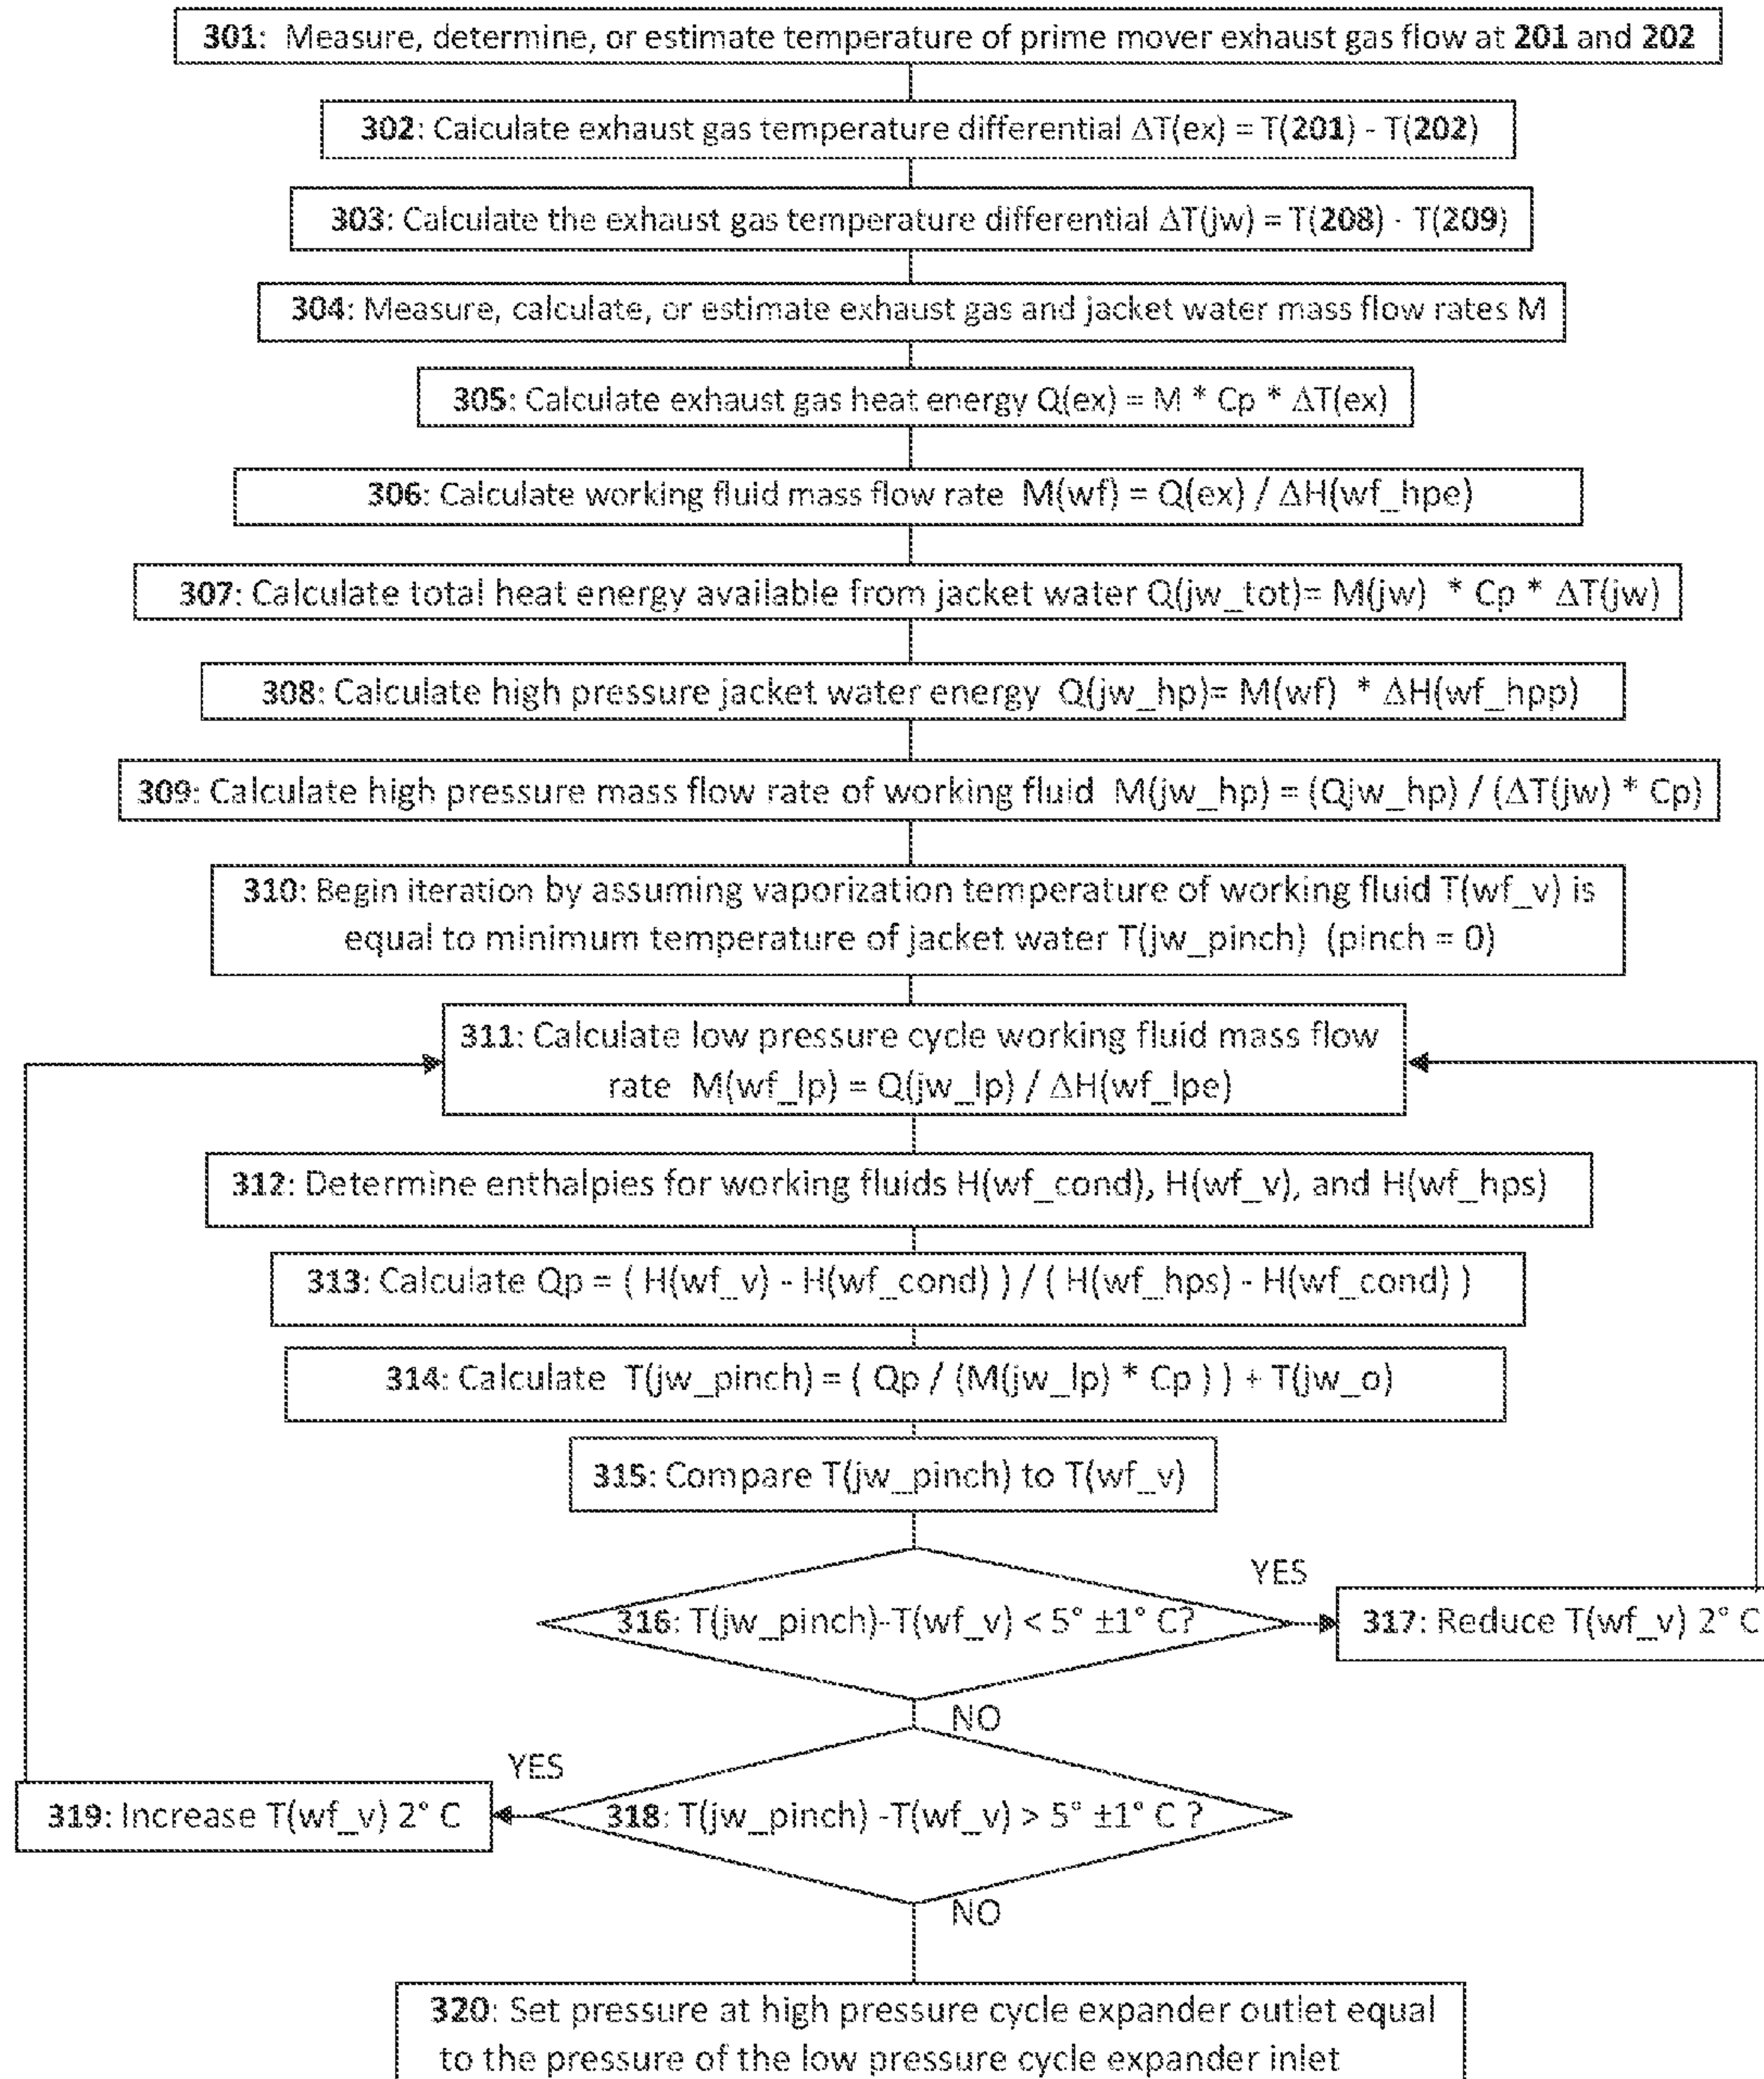 301: Measure, determine, or estimate temperature of prime mover exhaust gas flow at 201 and 202
302: Calculate exhaust gas temperature differential ΔT(ex) = T(201) - T(202)
303: Calculate the exhaust gas temperature differential ΔT(jw) = T(208) - T(209)
304: Measure, calculate, or estimate exhaust gas and jacket water mass flow rates M
305: Calculate exhaust gas heat energy Q(ex) = M * Cp * ΔT(ex)
306: Calculate working fluid mass flow rate M(wf) = Q(ex) / ΔH(wf_hpe)
307: Calculate total heat energy available from jacket water Q(jw_tot)= M(jw) * Cp * ΔT(jw)
308: Calculate high pressure jacket water energy Q(jw_hp)= M(wf) * ΔH(wf_hpp)
309: Calculate high pressure mass flow rate of working fluid M(jw_hp) = (Qjw_hp) / (ΔT(jw) * Cp)
310: Begin iteration by assuming vaporization temperature of working fluid T(wf_v) is
equal to minimum temperature of jacket water T(jw_pinch) (pinch = 0)
311: Calculate low pressure cycle working fluid mass flow
rate M(wf_lp) = Q(jw_lp) / ΔH(wf_lpe)
312: Determine enthalpies for working fluids H(wf_cond), H(wf_v), and H(wf_hps)
313: Calculate Qp = ( H(wf_v) - H(wf_cond) ) / ( H(wf_hps) - H(wf_cond) )
314: Calculate T(jw_pinch) = ( Qp / (M(jw_lp) * Cp ) ) + T(jw_o)
315: Compare T(jw_pinch) to T(wf_v)
YES
316: T(jw_pinch)-T(wf_v) < 5° ±1° C?
317: Reduce T(wf_v) 2° C
NO
YES
319: Increase T(wf_v) 2° C
318: T(jw_pinch) -T(wf_v) > 5° ±1° C ?
NO
320: Set pressure at high pressure cycle expander outlet equal
to the pressure of the low pressure cycle expander inlet